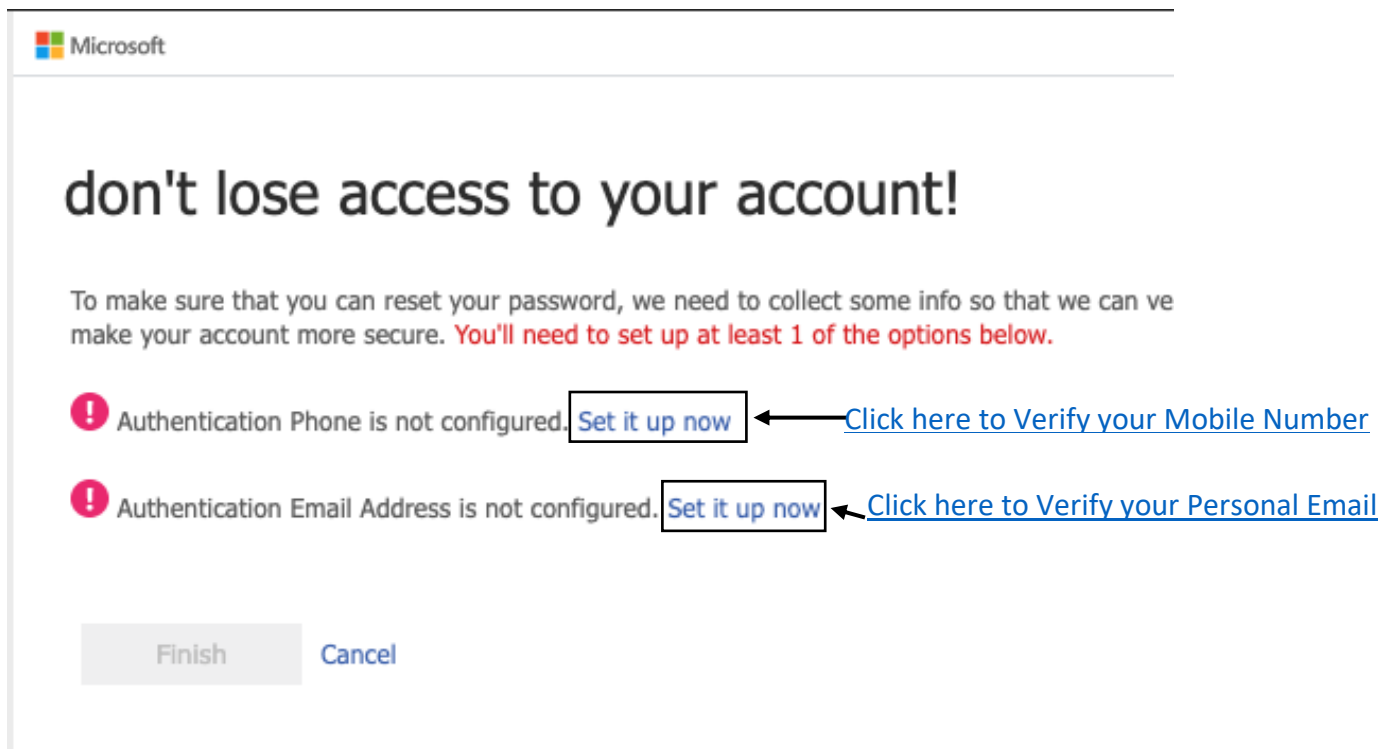 Microsoft
don't lose access to your account!
To make sure that you can reset your password, we need to collect some info so that we can ve
make your account more secure. You'll need to set up at least 1 of the options below.
! Authentication Phone is not configured. Set it up now Click here to Verify your Mobile Number
! Authentication Email Address is not configured. Set it up now Click here to Verify your Personal Email
Finish Cancel